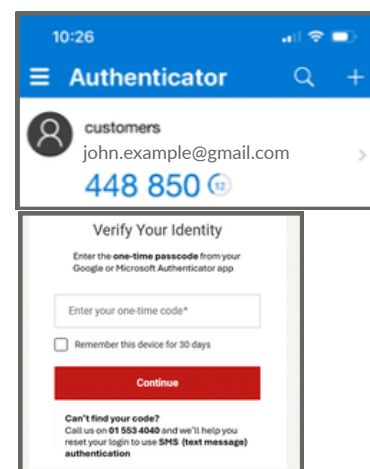 10:26
Authenticator
customers
john.example@gmail.com
448 850 12
Verify Your Identity
Enter the one-time passcode from your
Google or Microsoft Authenticator app
Enter your one-time code*
Remember this device for 30 days
Continue
Can't find your code?
Call us on 01 553 4040 and we'll help you
reset your login to use SMS (text message)
authentication